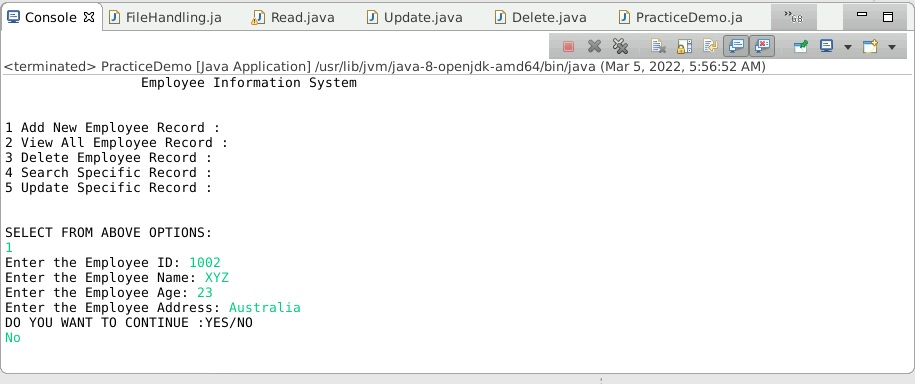 Console FileHandling.ja Read.java Update.java Delete.java PracticeDemo.ja »68
<terminated> PracticeDemo [Java Application] /usr/lib/jvm/java-8-openjdk-amd64/bin/java (Mar 5, 2022, 5:56:52 AM)
Employee Information System
1 Add New Employee Record :
2 View All Employee Record :
3 Delete Employee Record :
4 Search Specific Record :
5 Update Specific Record :
SELECT FROM ABOVE OPTIONS:
1
Enter the Employee ID: 1002
Enter the Employee Name: XYZ
Enter the Employee Age: 23
Enter the Employee Address: Australia
DO YOU WANT TO CONTINUE :YES/NO
No